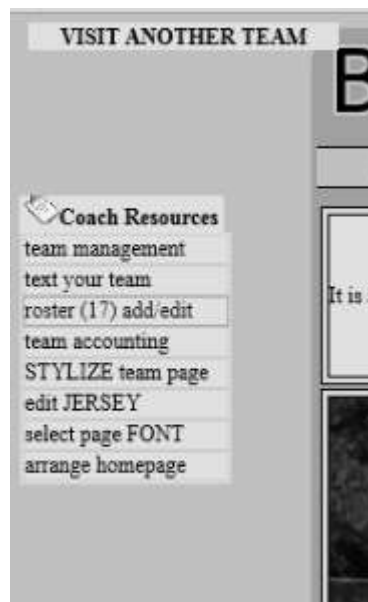 VISIT ANOTHER TEAM
B
Coach Resources
team management
text your team
It is
roster (17) add/edit
team accounting
STYLIZE team page
edit JERSEY
select page FONT
arrange homepage